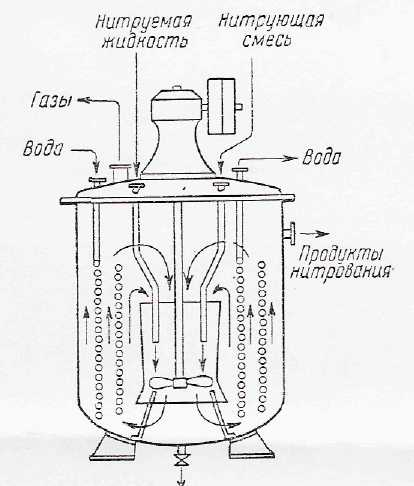 Нитруемая
жидкость
Нитрующая
смесь
Газы
Вода
Вода
Продукты
нитрования